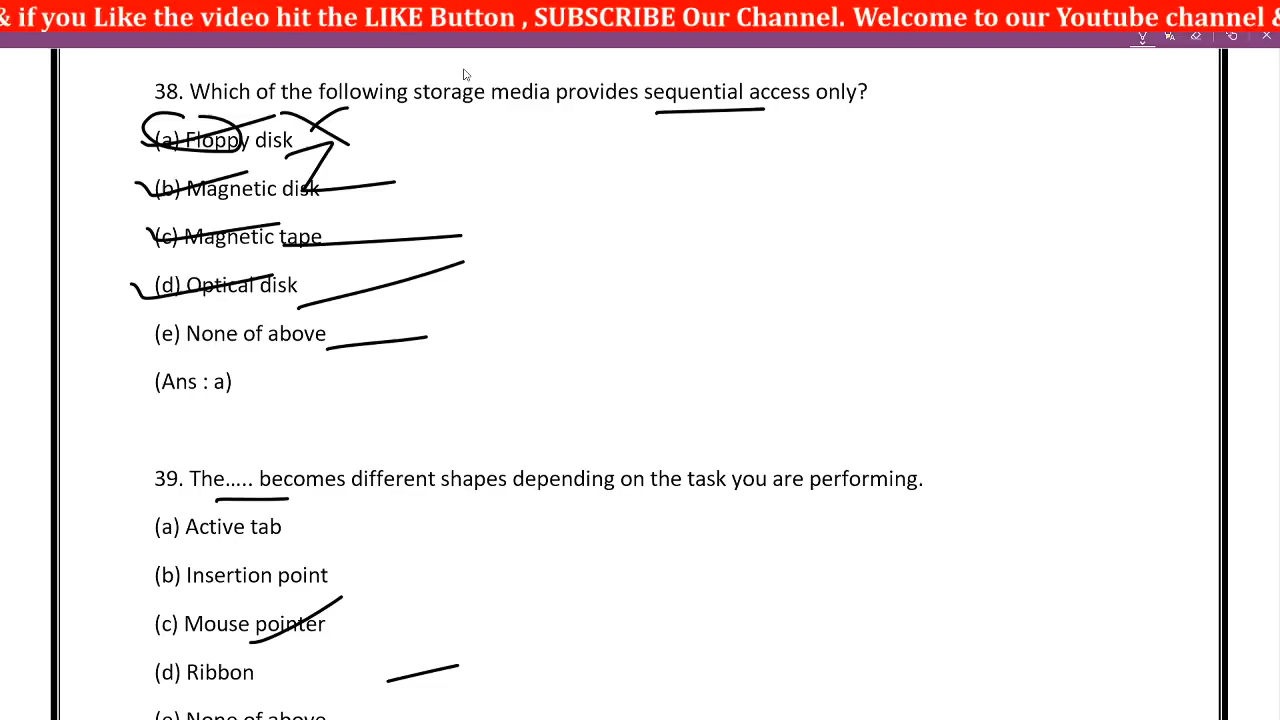 & if you Like the video hit the LIKE Button , SUBSCRIBE Our Channel. Welcome to our Youtube channel &
38. Which of the following storage media provides sequential access only?
(a) Floppy disk
(b) Magnetic disk
(c) Magnetic tape
(d) Optical disk
(e) None of above
(Ans : a)
39. The..... becomes different shapes depending on the task you are performing.
(a) Active tab
(b) Insertion point
(c) Mouse pointer
(d) Ribbon
(e) None of above